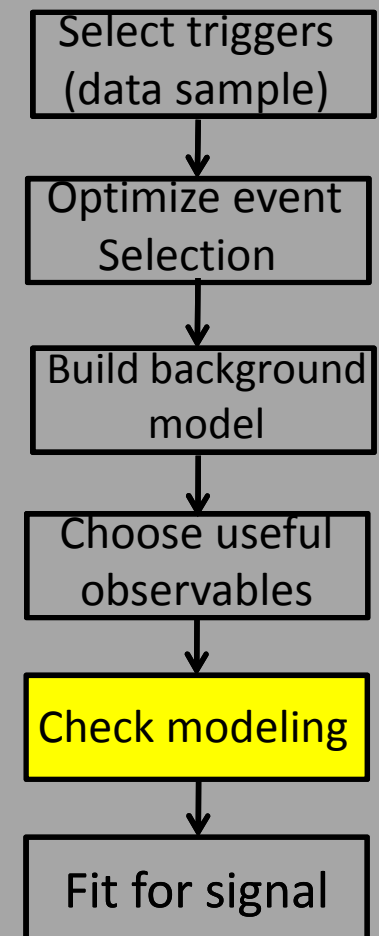 Select triggers
(data sample)
Optimize event
Selection
Build background
model
Choose useful
observables
Check modeling
Fit for signal